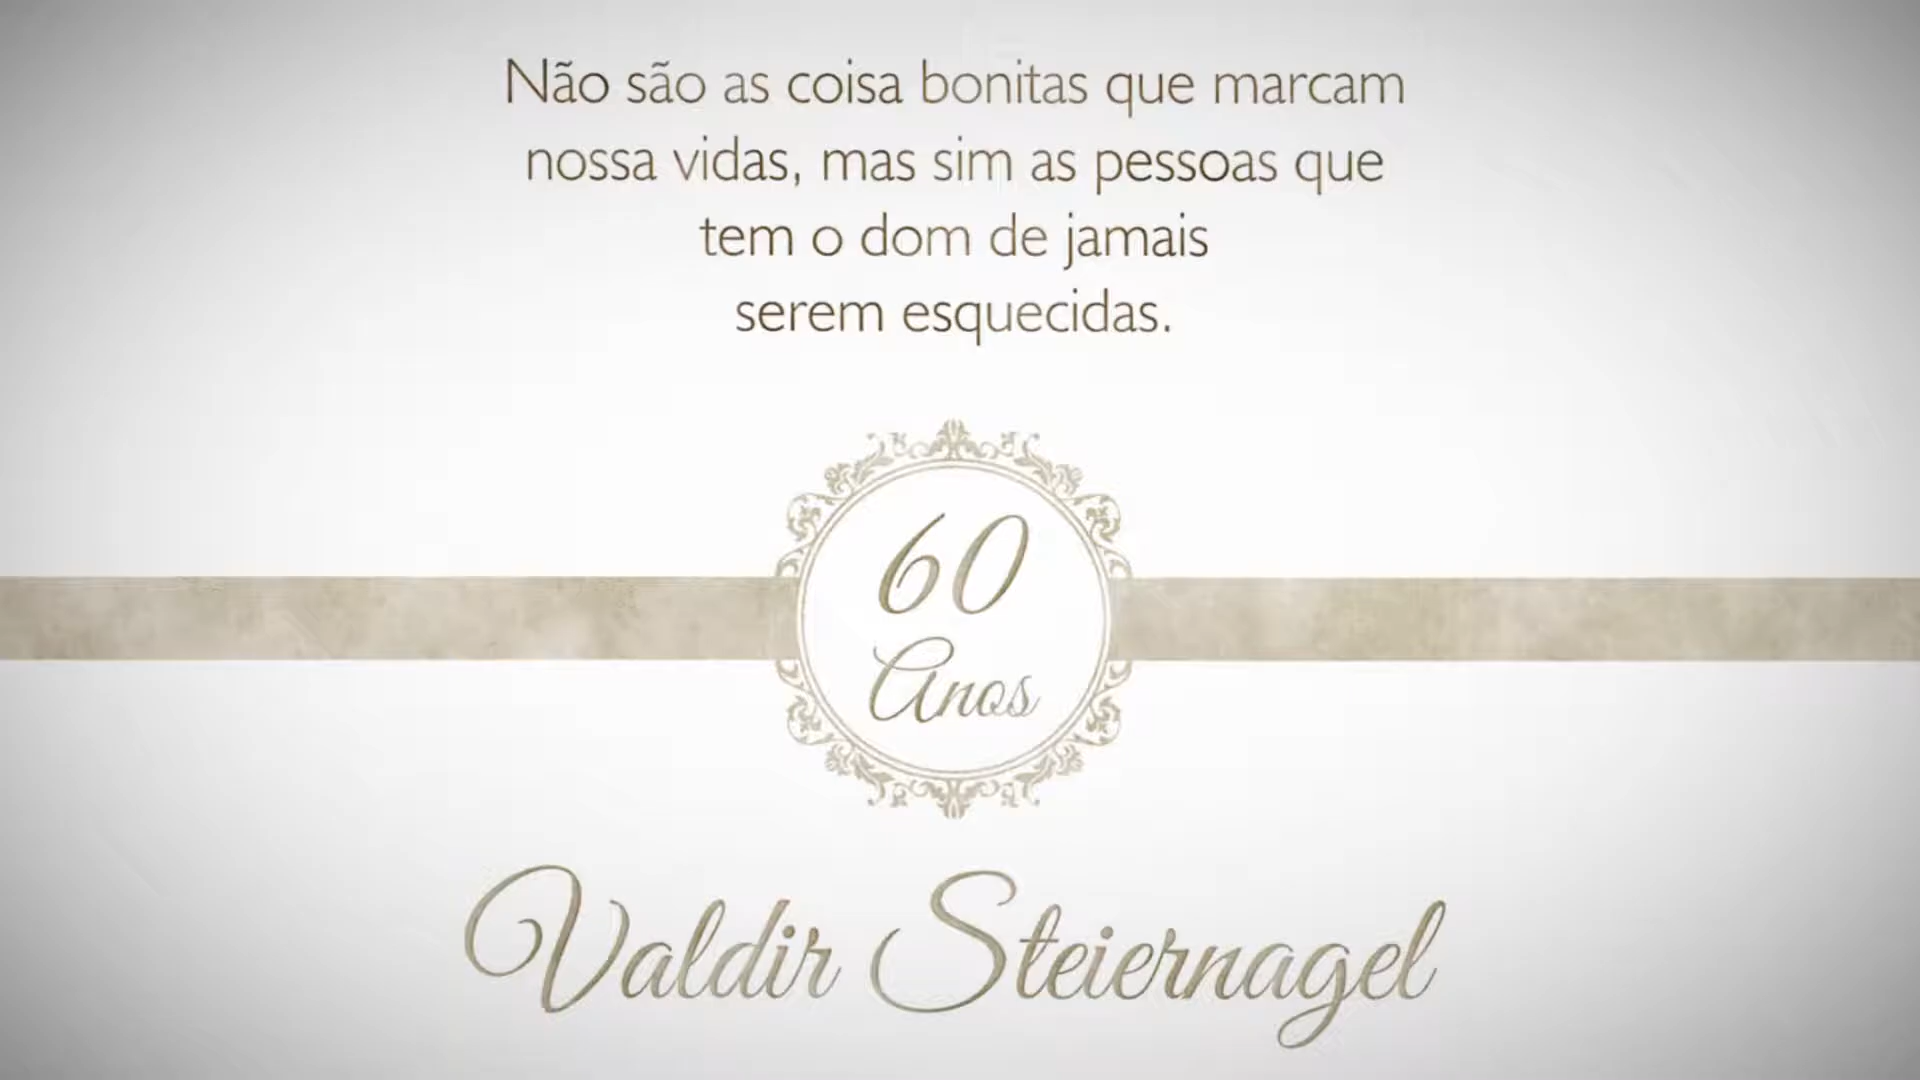 Não são as coisa bonitas que marcam
nossa vidas, mas sim as pessoas que
tem o dom de jamais
serem esquecidas.
60
Anos
Valdir Steiernagel